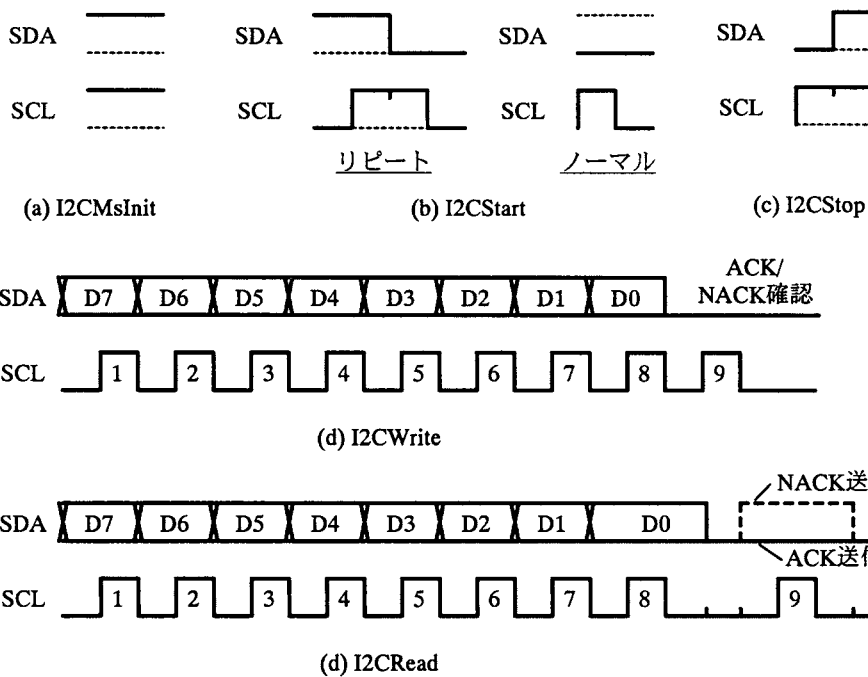 SDA SDA SDA SDA
SCL SCL SCL SCL
リピート ノーマル
(a) I2CMsInit (b) I2CStart (c) I2CStop
SDA D7 D6 D5 D4 D3 D2 D1 D0 ACK/
NACK確認
SCL 1 2 3 4 5 6 7 8 9
(d) I2CWrite
NACK送
SDA D7 D6 D5 D4 D3 D2 D1 D0
ACK送
SCL 1 2 3 4 5 6 7 8 9
(d) I2CRead